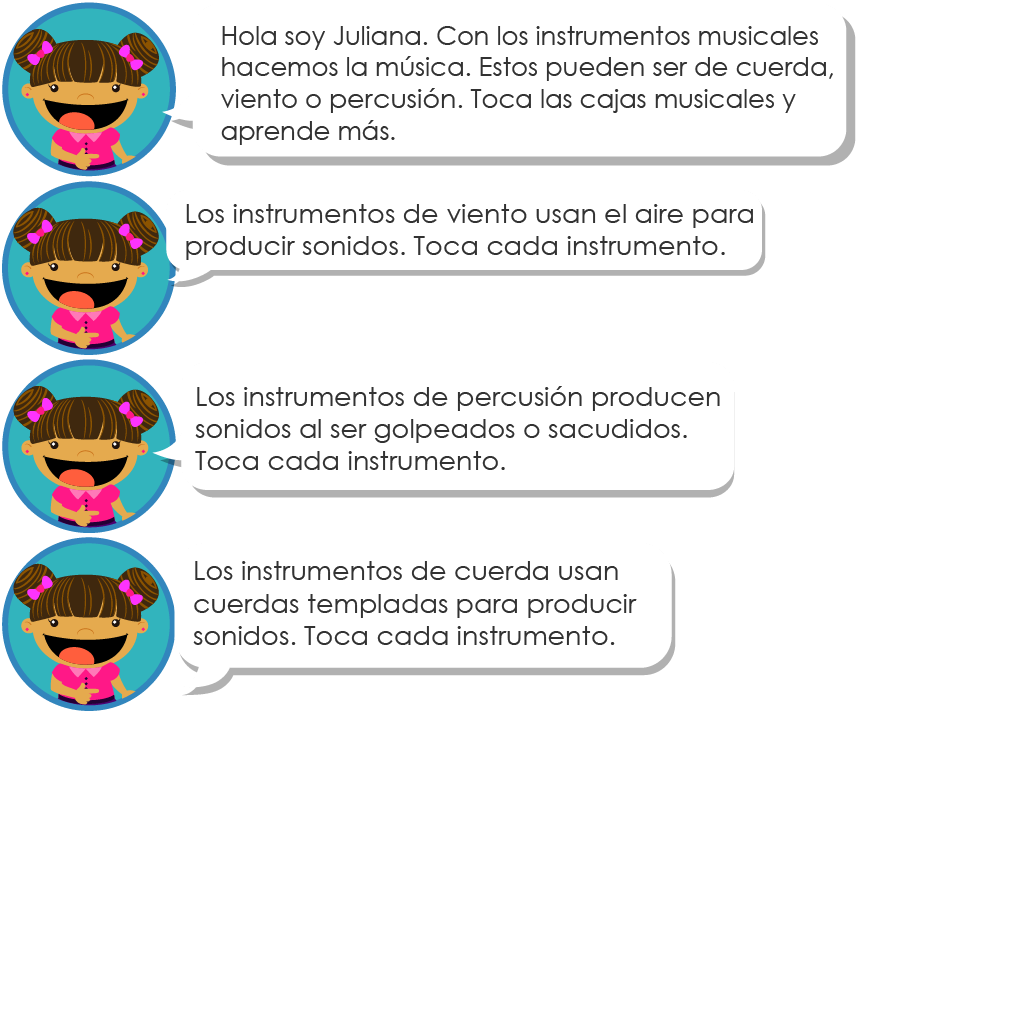 Hola soy Juliana. Con los instrumentos musicales
hacemos la música. Estos pueden ser de cuerda,
viento o percusión. Toca las cajas musicales y
aprende más.
Los instrumentos de viento usan el aire para
producir sonidos. Toca cada instrumento.
Los instrumentos de percusión producen
sonidos al ser golpeados o sacudidos.
Toca cada instrumento.
Los instrumentos de cuerda usan
cuerdas templadas para producir
sonidos. Toca cada instrumento.